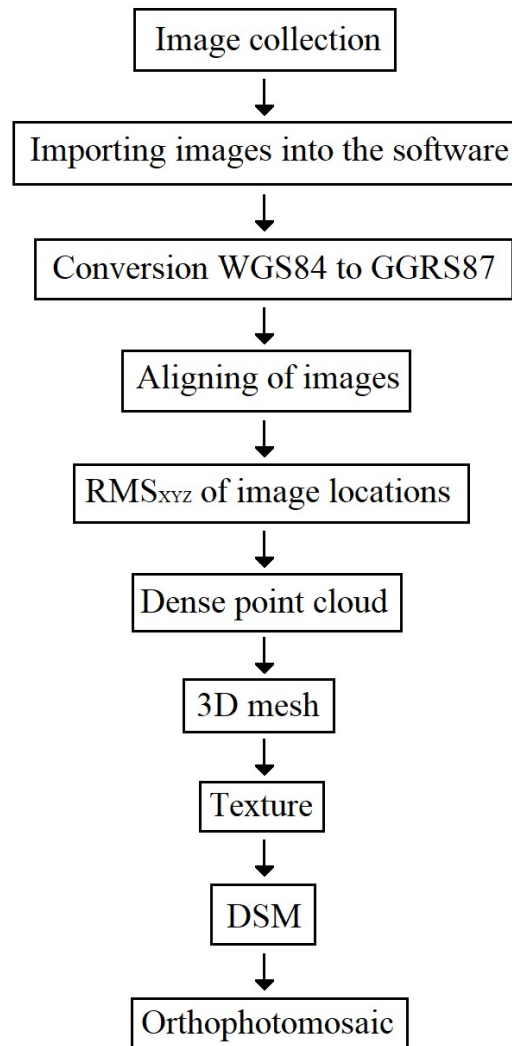 Image collection
Importing images into the software
Conversion WGS84 to GGRS87
Aligning of images
RMSXYZ of image locations
Dense point cloud
3D mesh
Texture
DSM
Orthophotomosaic